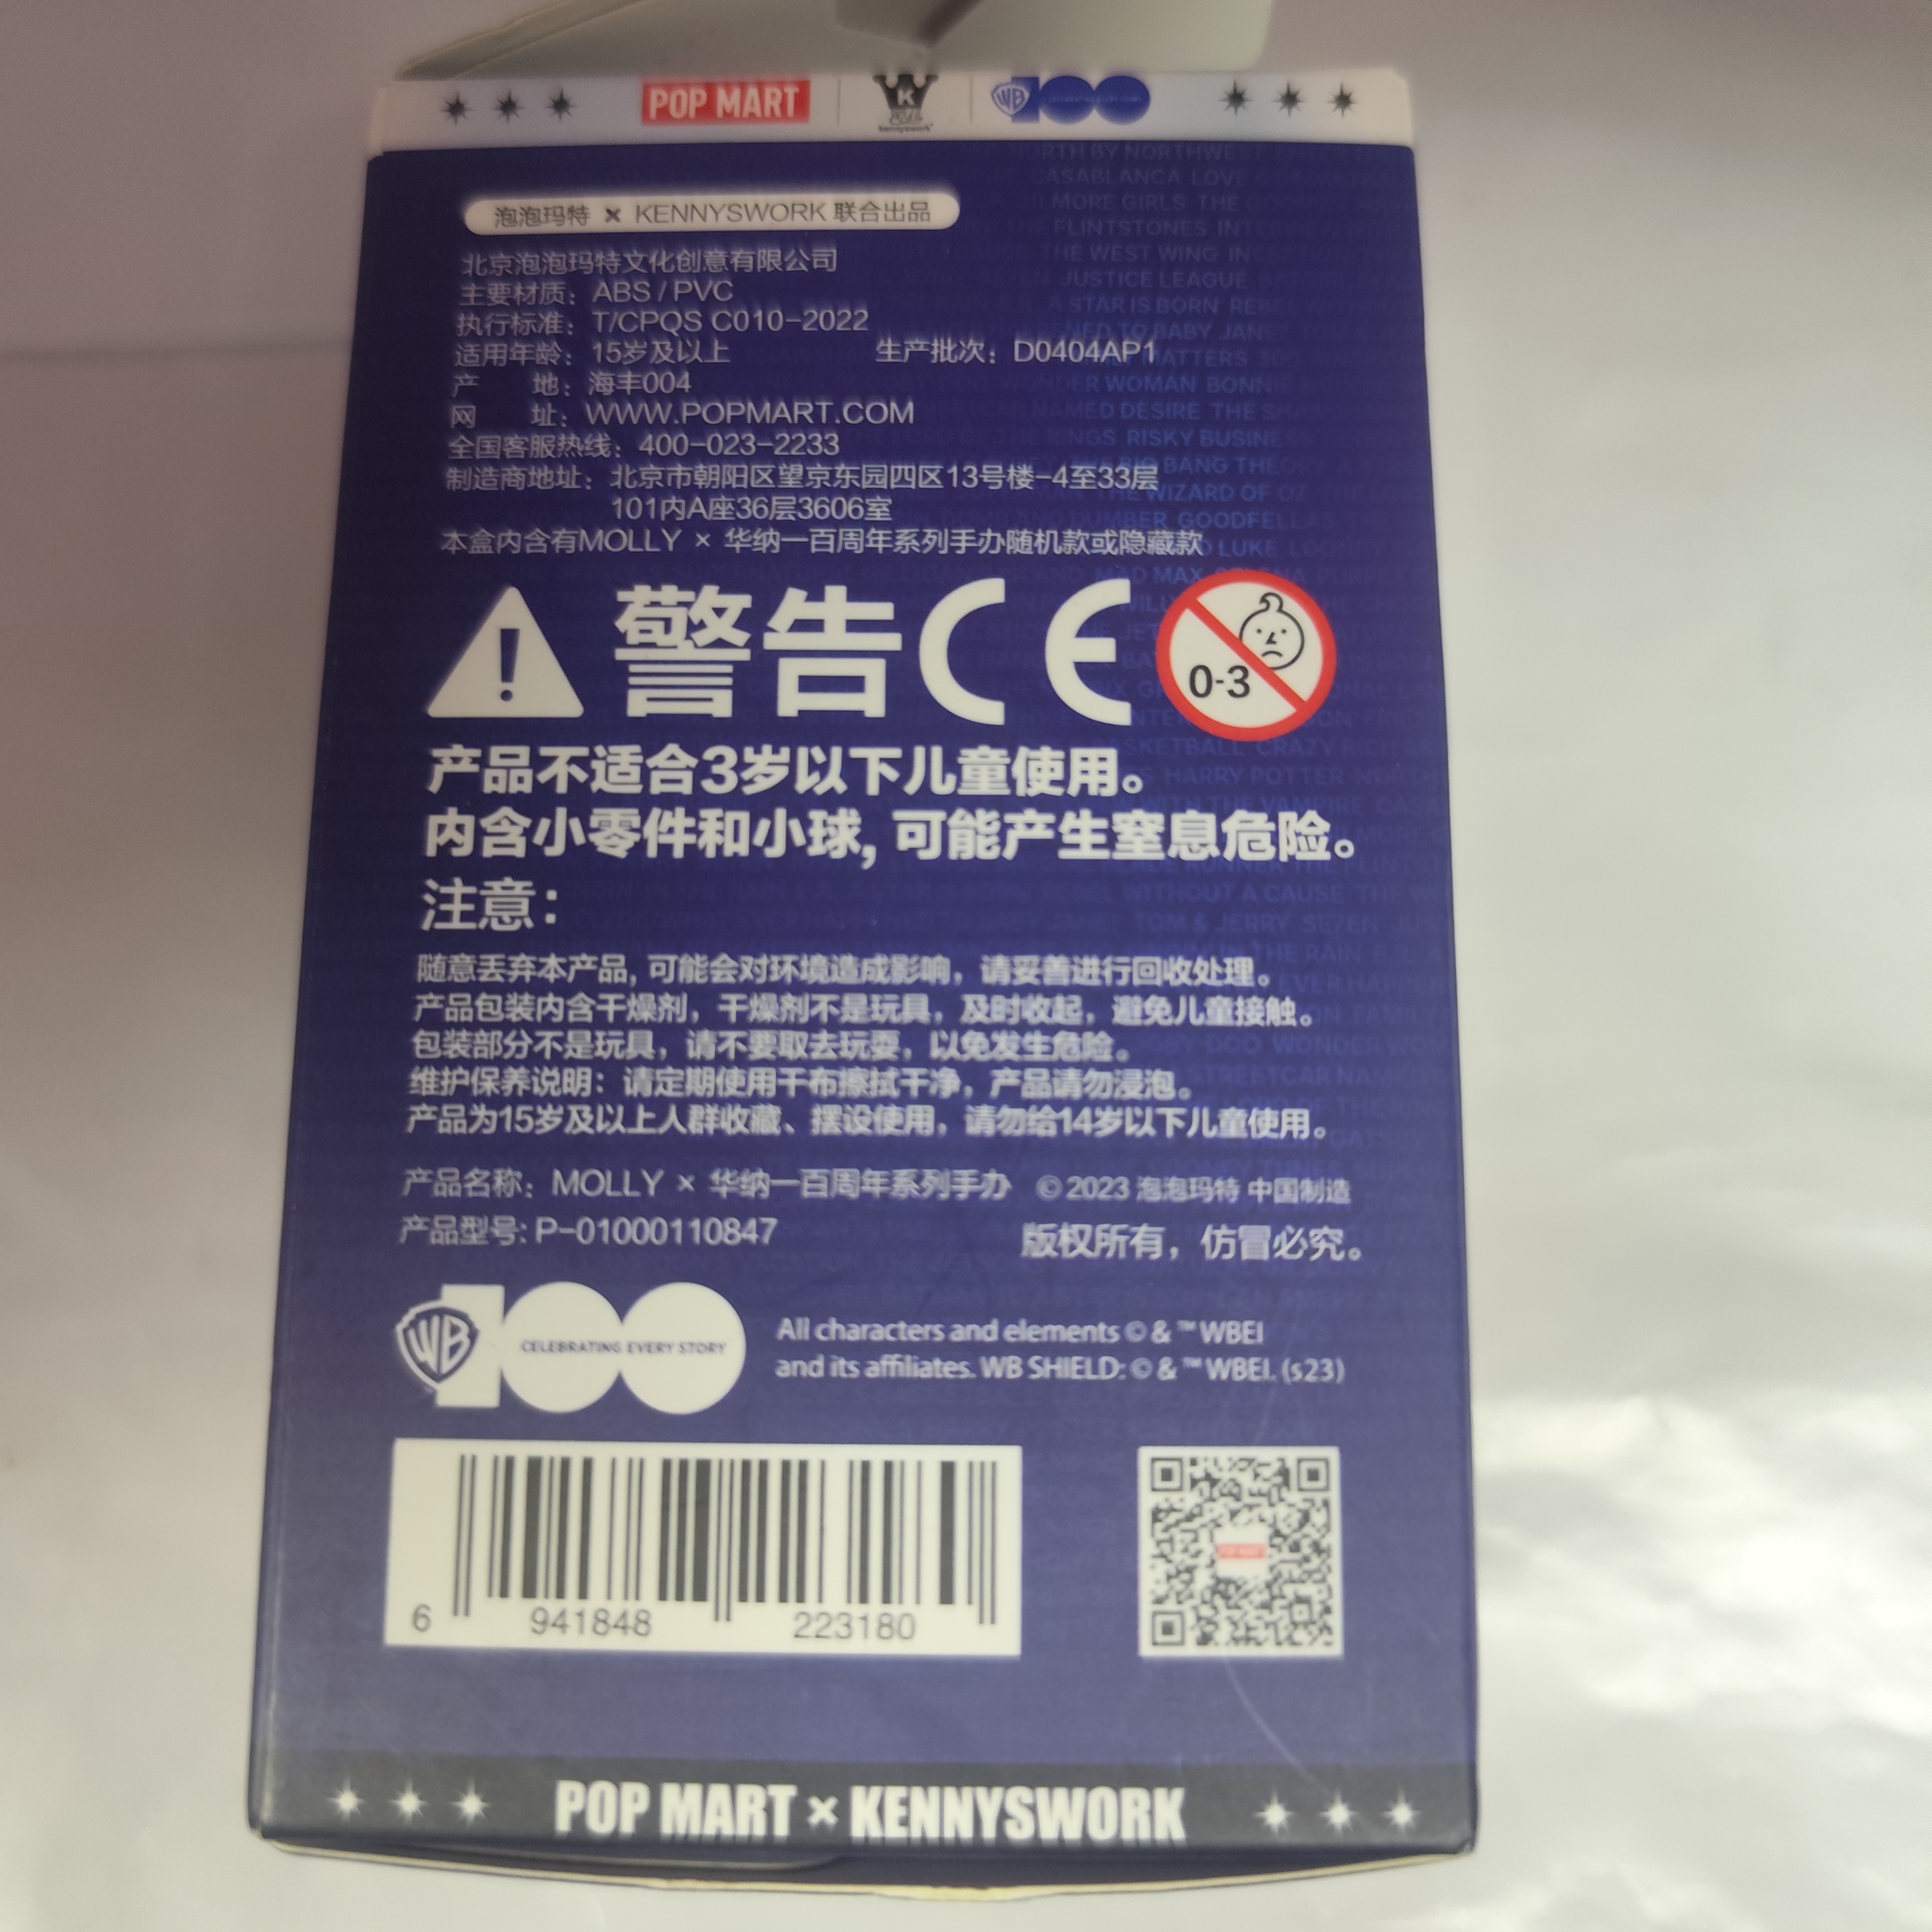 POP MART
K
kennyswork
WB 100
泡泡玛特 × KENNYSWORK 联合出品
北京泡泡玛特文化创意有限公司
主要材质：ABS / PVC
执行标准：T/CPQS C010-2022
适用年龄：15岁及以上 生产批次：D0404AP1
产 地：海丰004
网 址：WWW.POPMART.COM
全国客服热线：400-023-2233
制造商地址：北京市朝阳区望京东园四区13号楼-4至33层
101内A座36层3606室
本盒内含有MOLLY × 华纳一百周年系列手办随机款或隐藏款
警告 CE 0-3
产品不适合3岁以下儿童使用。
内含小零件和小球, 可能产生窒息危险。
注意：
随意丢弃本产品, 可能会对环境造成影响，请妥善进行回收处理。
产品包装内含干燥剂，干燥剂不是玩具，及时收起，避免儿童接触。
包装部分不是玩具，请不要取去玩耍，以免发生危险。
维护保养说明：请定期使用干布擦拭干净，产品请勿浸泡。
产品为15岁及以上人群收藏、摆设使用，请勿给14岁以下儿童使用。
产品名称：MOLLY × 华纳一百周年系列手办 © 2023 泡泡玛特 中国制造
产品型号: P-01000110847 版权所有，仿冒必究。
WB 100 CELEBRATING EVERY STORY
All characters and elements © & ™ WBEI
and its affiliates. WB SHIELD: © & ™ WBEI. (s23)
6 941848 223180
POP MART
POP MART × KENNYSWORK